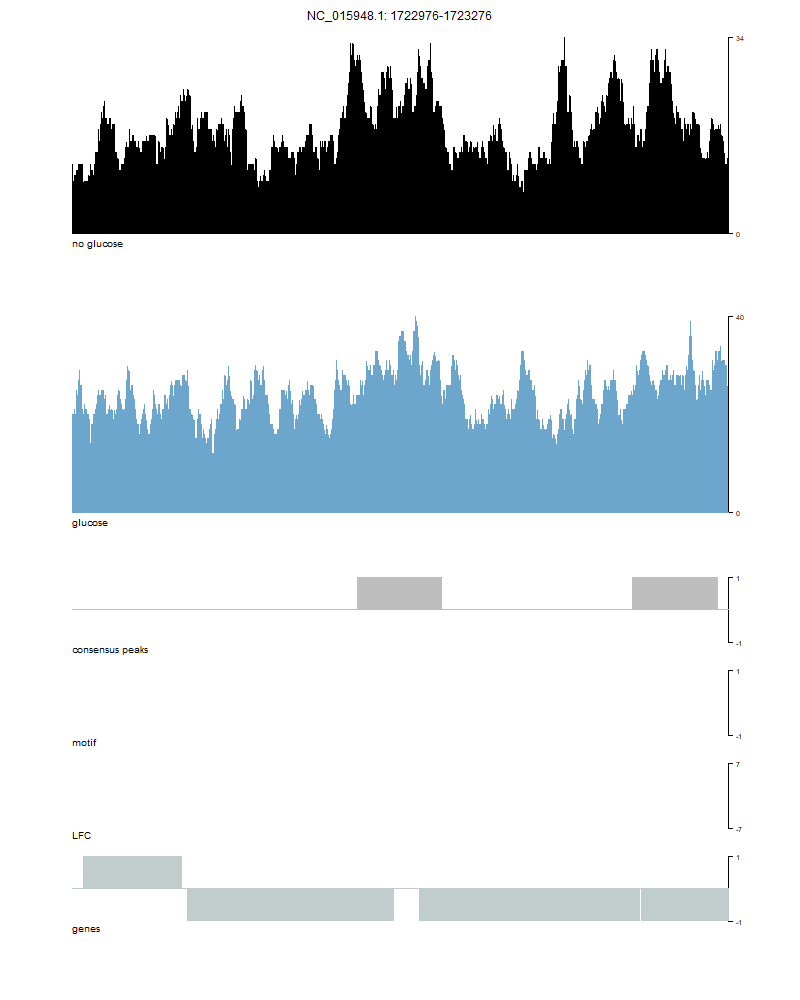 NC_015948.1: 1722976-1723276
34
0
no glucose
40
0
glucose
1
-1
consensus peaks
1
-1
motif
7
-7
LFC
1
-1
genes